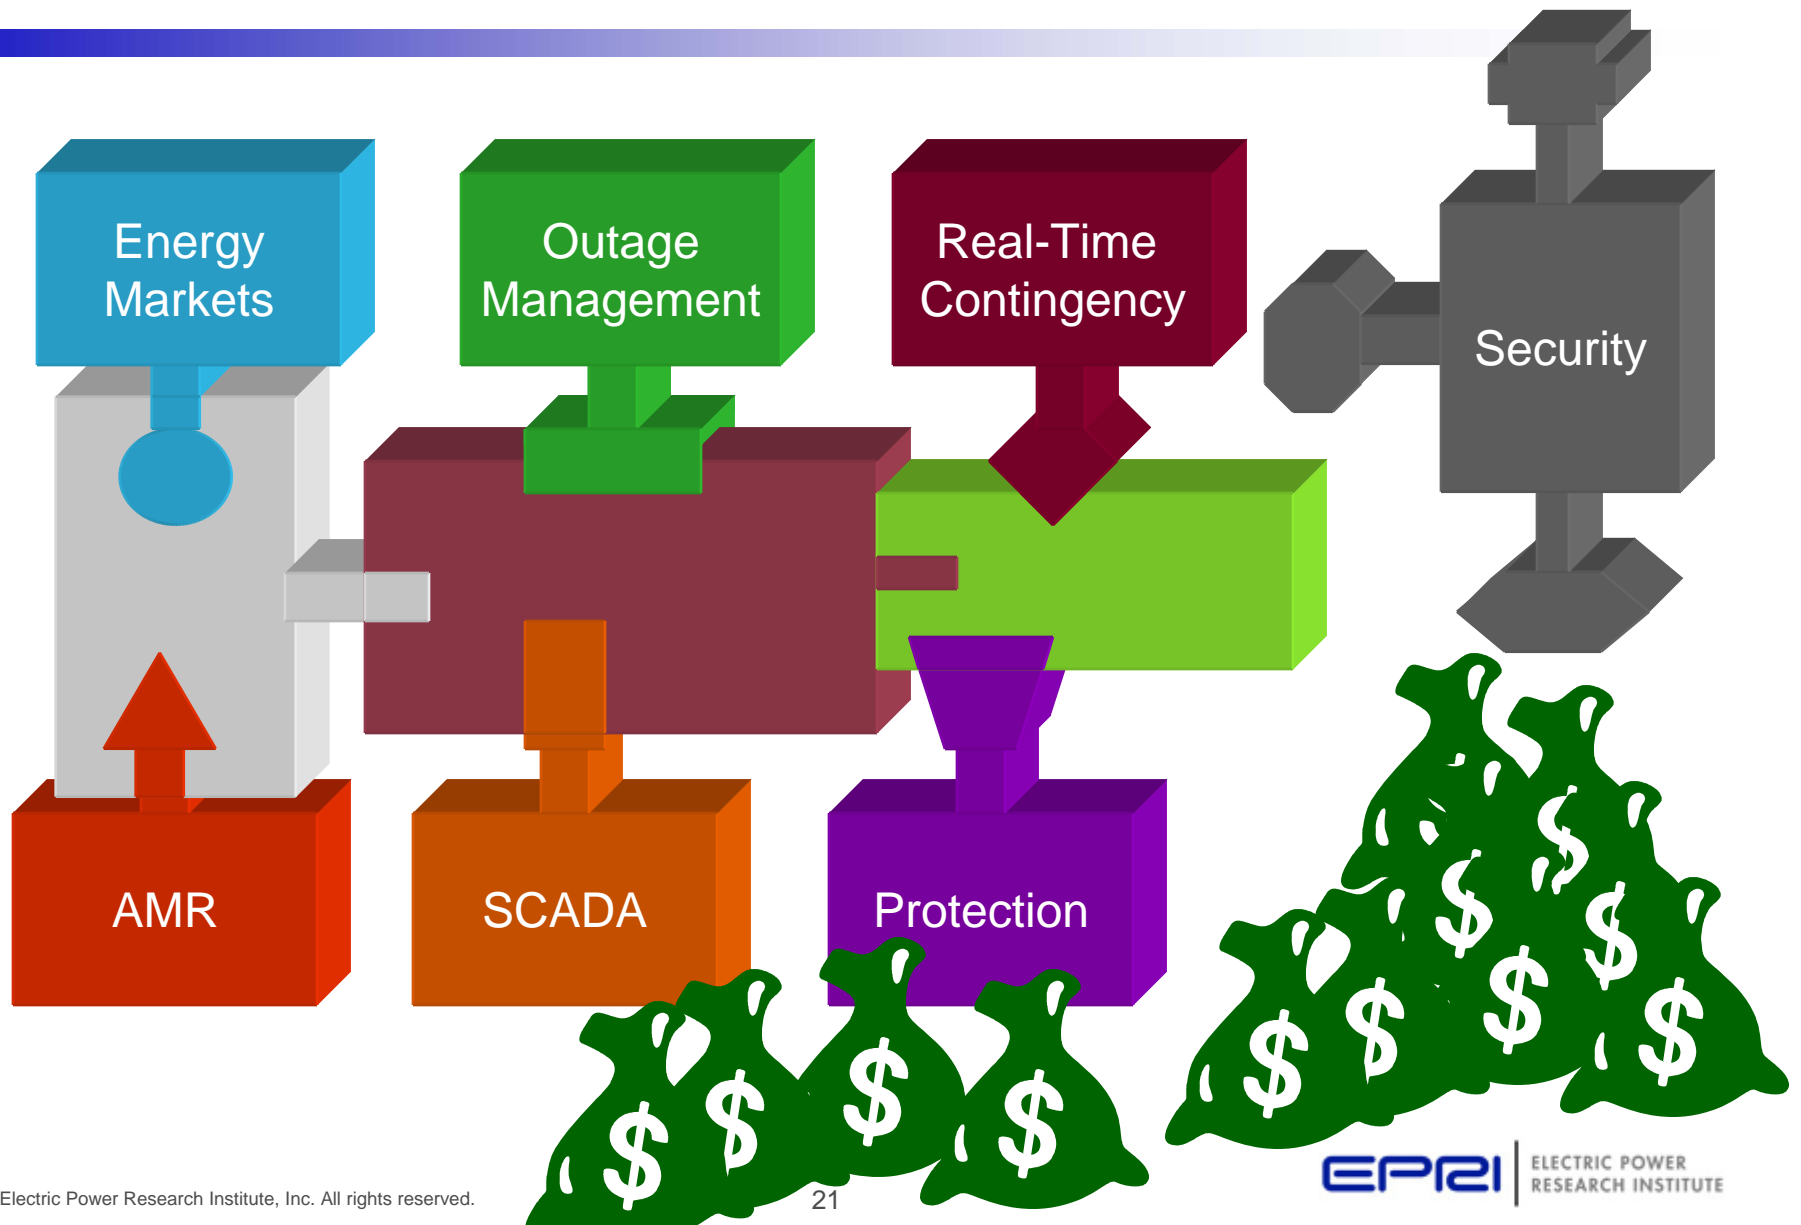 Energy
Markets
Outage
Management
Real-Time
Contingency
Security
AMR
SCADA
Protection
$
$
$
$
$
$
$
$
$
$
$
Electric Power Research Institute, Inc. All rights reserved.
21
EPRI
ELECTRIC POWER
RESEARCH INSTITUTE